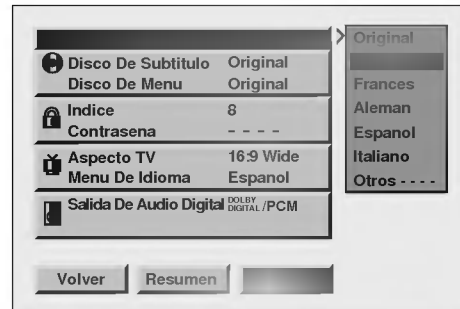 Original
Disco De Subtitulo Original
Disco De Menu Original
Frances
Indice 8
Aleman
Contrasena - - - -
Espanol
Aspecto TV 16:9 Wide
Italiano
Menu De Idioma Espanol
Otros - - - -
Salida De Audio Digital DOLBY DIGITAL /PCM
Volver Resumen